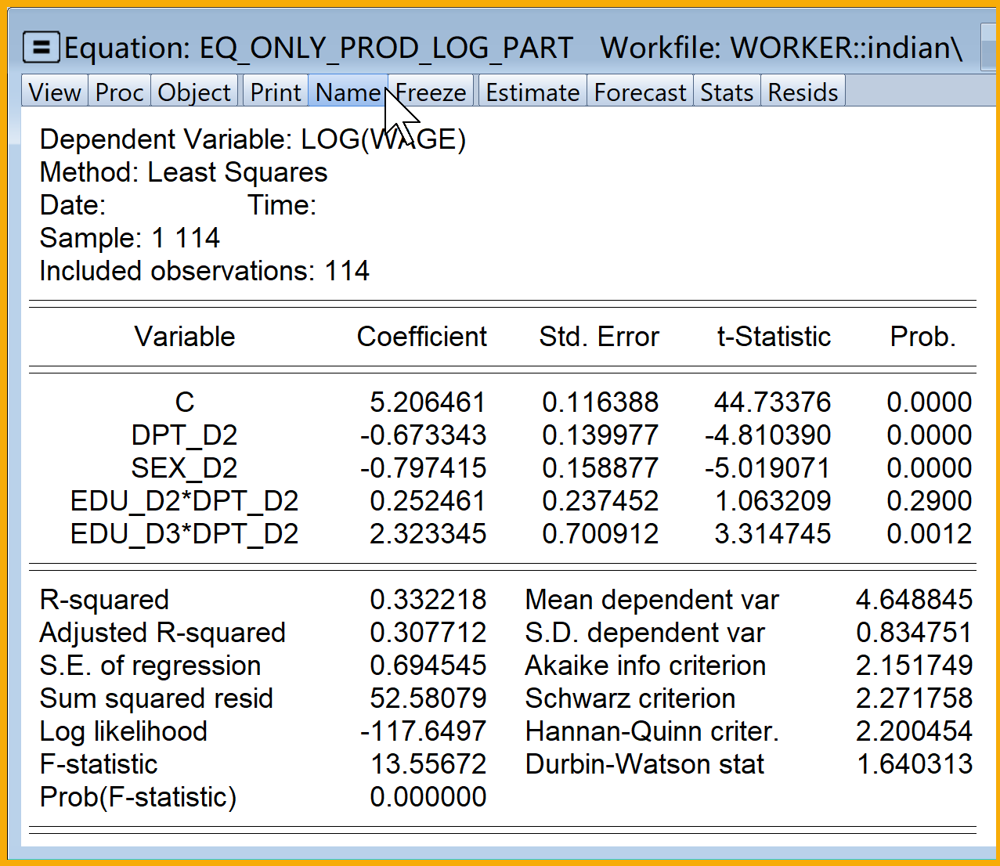 Equation: EQ_ONLY_PROD_LOG_PART Workfile: WORKER::indian\
View Proc Object Print Name Freeze Estimate Forecast Stats Resids
Dependent Variable: LOG(WAGE)
Method: Least Squares
Date: Time:
Sample: 1 114
Included observations: 114
Variable Coefficient Std. Error t-Statistic Prob.
C 5.206461 0.116388 44.73376 0.0000
DPT_D2 -0.673343 0.139977 -4.810390 0.0000
SEX_D2 -0.797415 0.158877 -5.019071 0.0000
EDU_D2*DPT_D2 0.252461 0.237452 1.063209 0.2900
EDU_D3*DPT_D2 2.323345 0.700912 3.314745 0.0012
R-squared 0.332218 Mean dependent var 4.648845
Adjusted R-squared 0.307712 S.D. dependent var 0.834751
S.E. of regression 0.694545 Akaike info criterion 2.151749
Sum squared resid 52.58079 Schwarz criterion 2.271758
Log likelihood -117.6497 Hannan-Quinn criter. 2.200454
F-statistic 13.55672 Durbin-Watson stat 1.640313
Prob(F-statistic) 0.000000